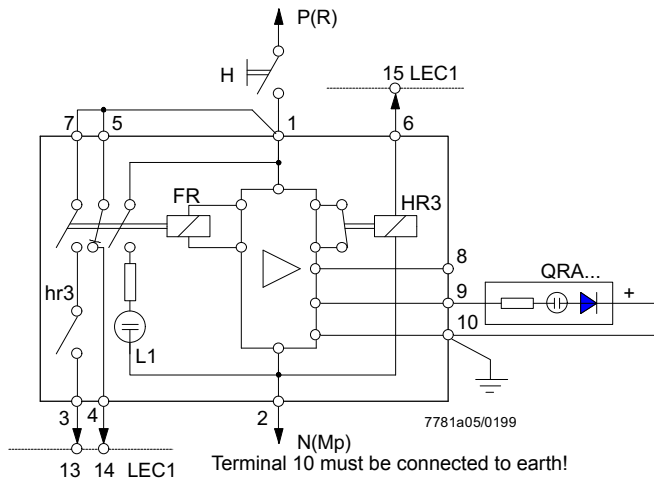 P(R)
H
15 LEC1
7 5 1 6
FR HR3
8
QRA...
9 +
hr3
10
L1
3 4 2
7781a05/0199
N(Mp)
13 14 LEC1 Terminal 10 must be connected to earth!